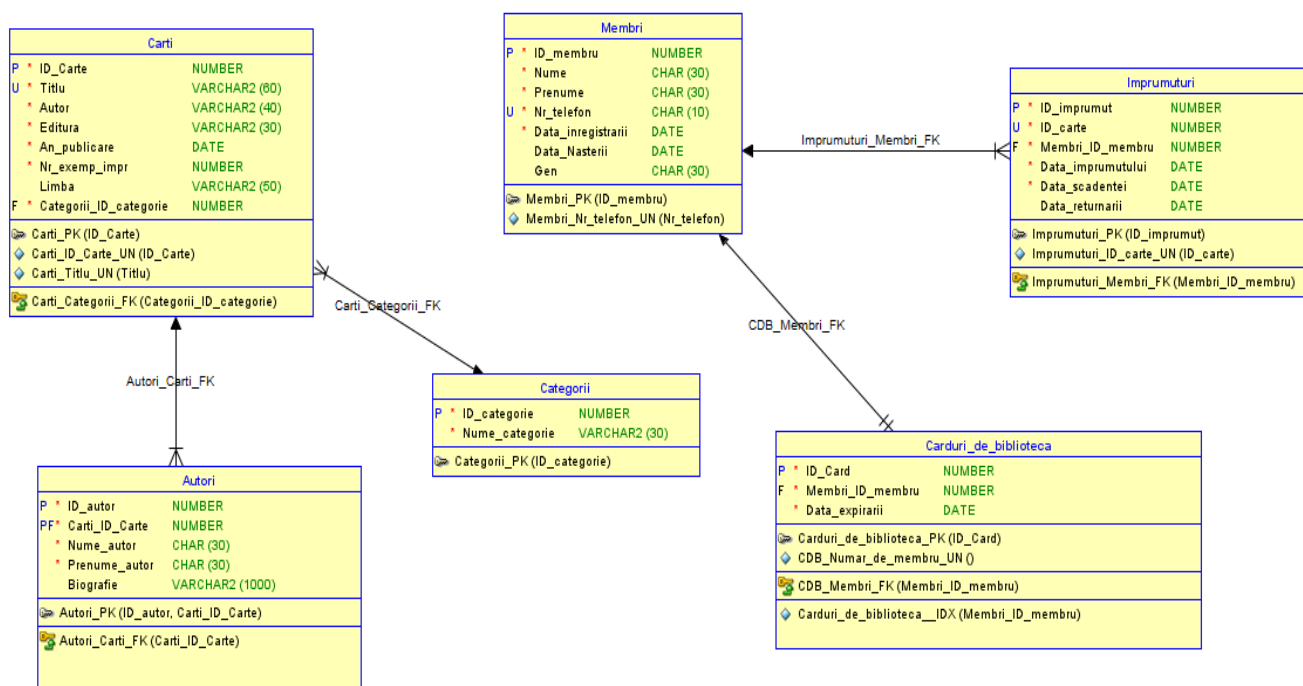 Carti
P * ID_Carte NUMBER
U * Titlu VARCHAR2 (60)
* Autor VARCHAR2 (40)
* Editura VARCHAR2 (30)
* An_publicare DATE
* Nr_exemp_impr NUMBER
Limba VARCHAR2 (50)
F * Categorii_ID_categorie NUMBER
Carti_PK (ID_Carte)
Carti_ID_Carte_UN (ID_Carte)
Carti_Titlu_UN (Titlu)
Carti_Categorii_FK (Categorii_ID_categorie)
Membri
P * ID_membru NUMBER
* Nume CHAR (30)
* Prenume CHAR (30)
U * Nr_telefon CHAR (10)
* Data_inregistrarii DATE
Data_Nasterii DATE
Gen CHAR (30)
Membri_PK (ID_membru)
Membri_Nr_telefon_UN (Nr_telefon)
Imprumuturi_Membri_FK
Imprumuturi
P * ID_imprumut NUMBER
U * ID_carte NUMBER
F * Membri_ID_membru NUMBER
* Data_imprumutului DATE
* Data_scadentei DATE
Data_returnarii DATE
Imprumuturi_PK (ID_imprumut)
Imprumuturi_ID_carte_UN (ID_carte)
Imprumuturi_Membri_FK (Membri_ID_membru)
Carti_Categorii_FK
CDB_Membri_FK
Autori_Carti_FK
Categorii
P * ID_categorie NUMBER
* Nume_categorie VARCHAR2 (30)
Categorii_PK (ID_categorie)
Autori
P * ID_autor NUMBER
PF* Carti_ID_Carte NUMBER
* Nume_autor CHAR (30)
* Prenume_autor CHAR (30)
Biografie VARCHAR2 (1000)
Autori_PK (ID_autor, Carti_ID_Carte)
Autori_Carti_FK (Carti_ID_Carte)
Carduri_de_biblioteca
P * ID_Card NUMBER
F * Membri_ID_membru NUMBER
* Data_expirarii DATE
Carduri_de_biblioteca_PK (ID_Card)
CDB_Numar_de_membru_UN ()
CDB_Membri_FK (Membri_ID_membru)
Carduri_de_biblioteca__IDX (Membri_ID_membru)